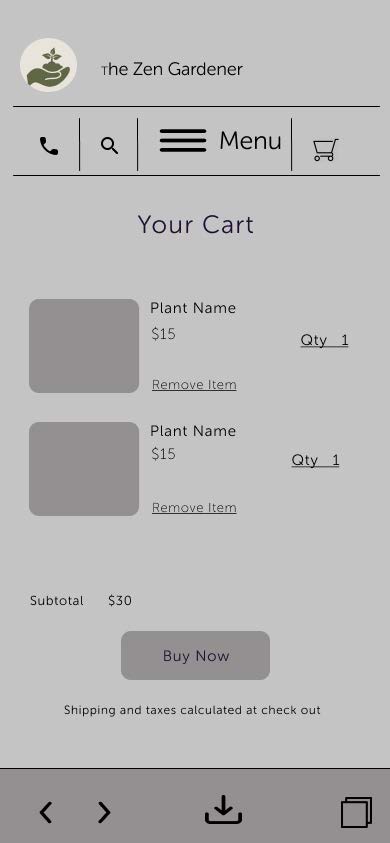 The Zen Gardener
Menu
Your Cart
Plant Name
$15
Qty 1
Remove Item
Plant Name
$15
Qty 1
Remove Item
Subtotal $30
Buy Now
Shipping and taxes calculated at check out